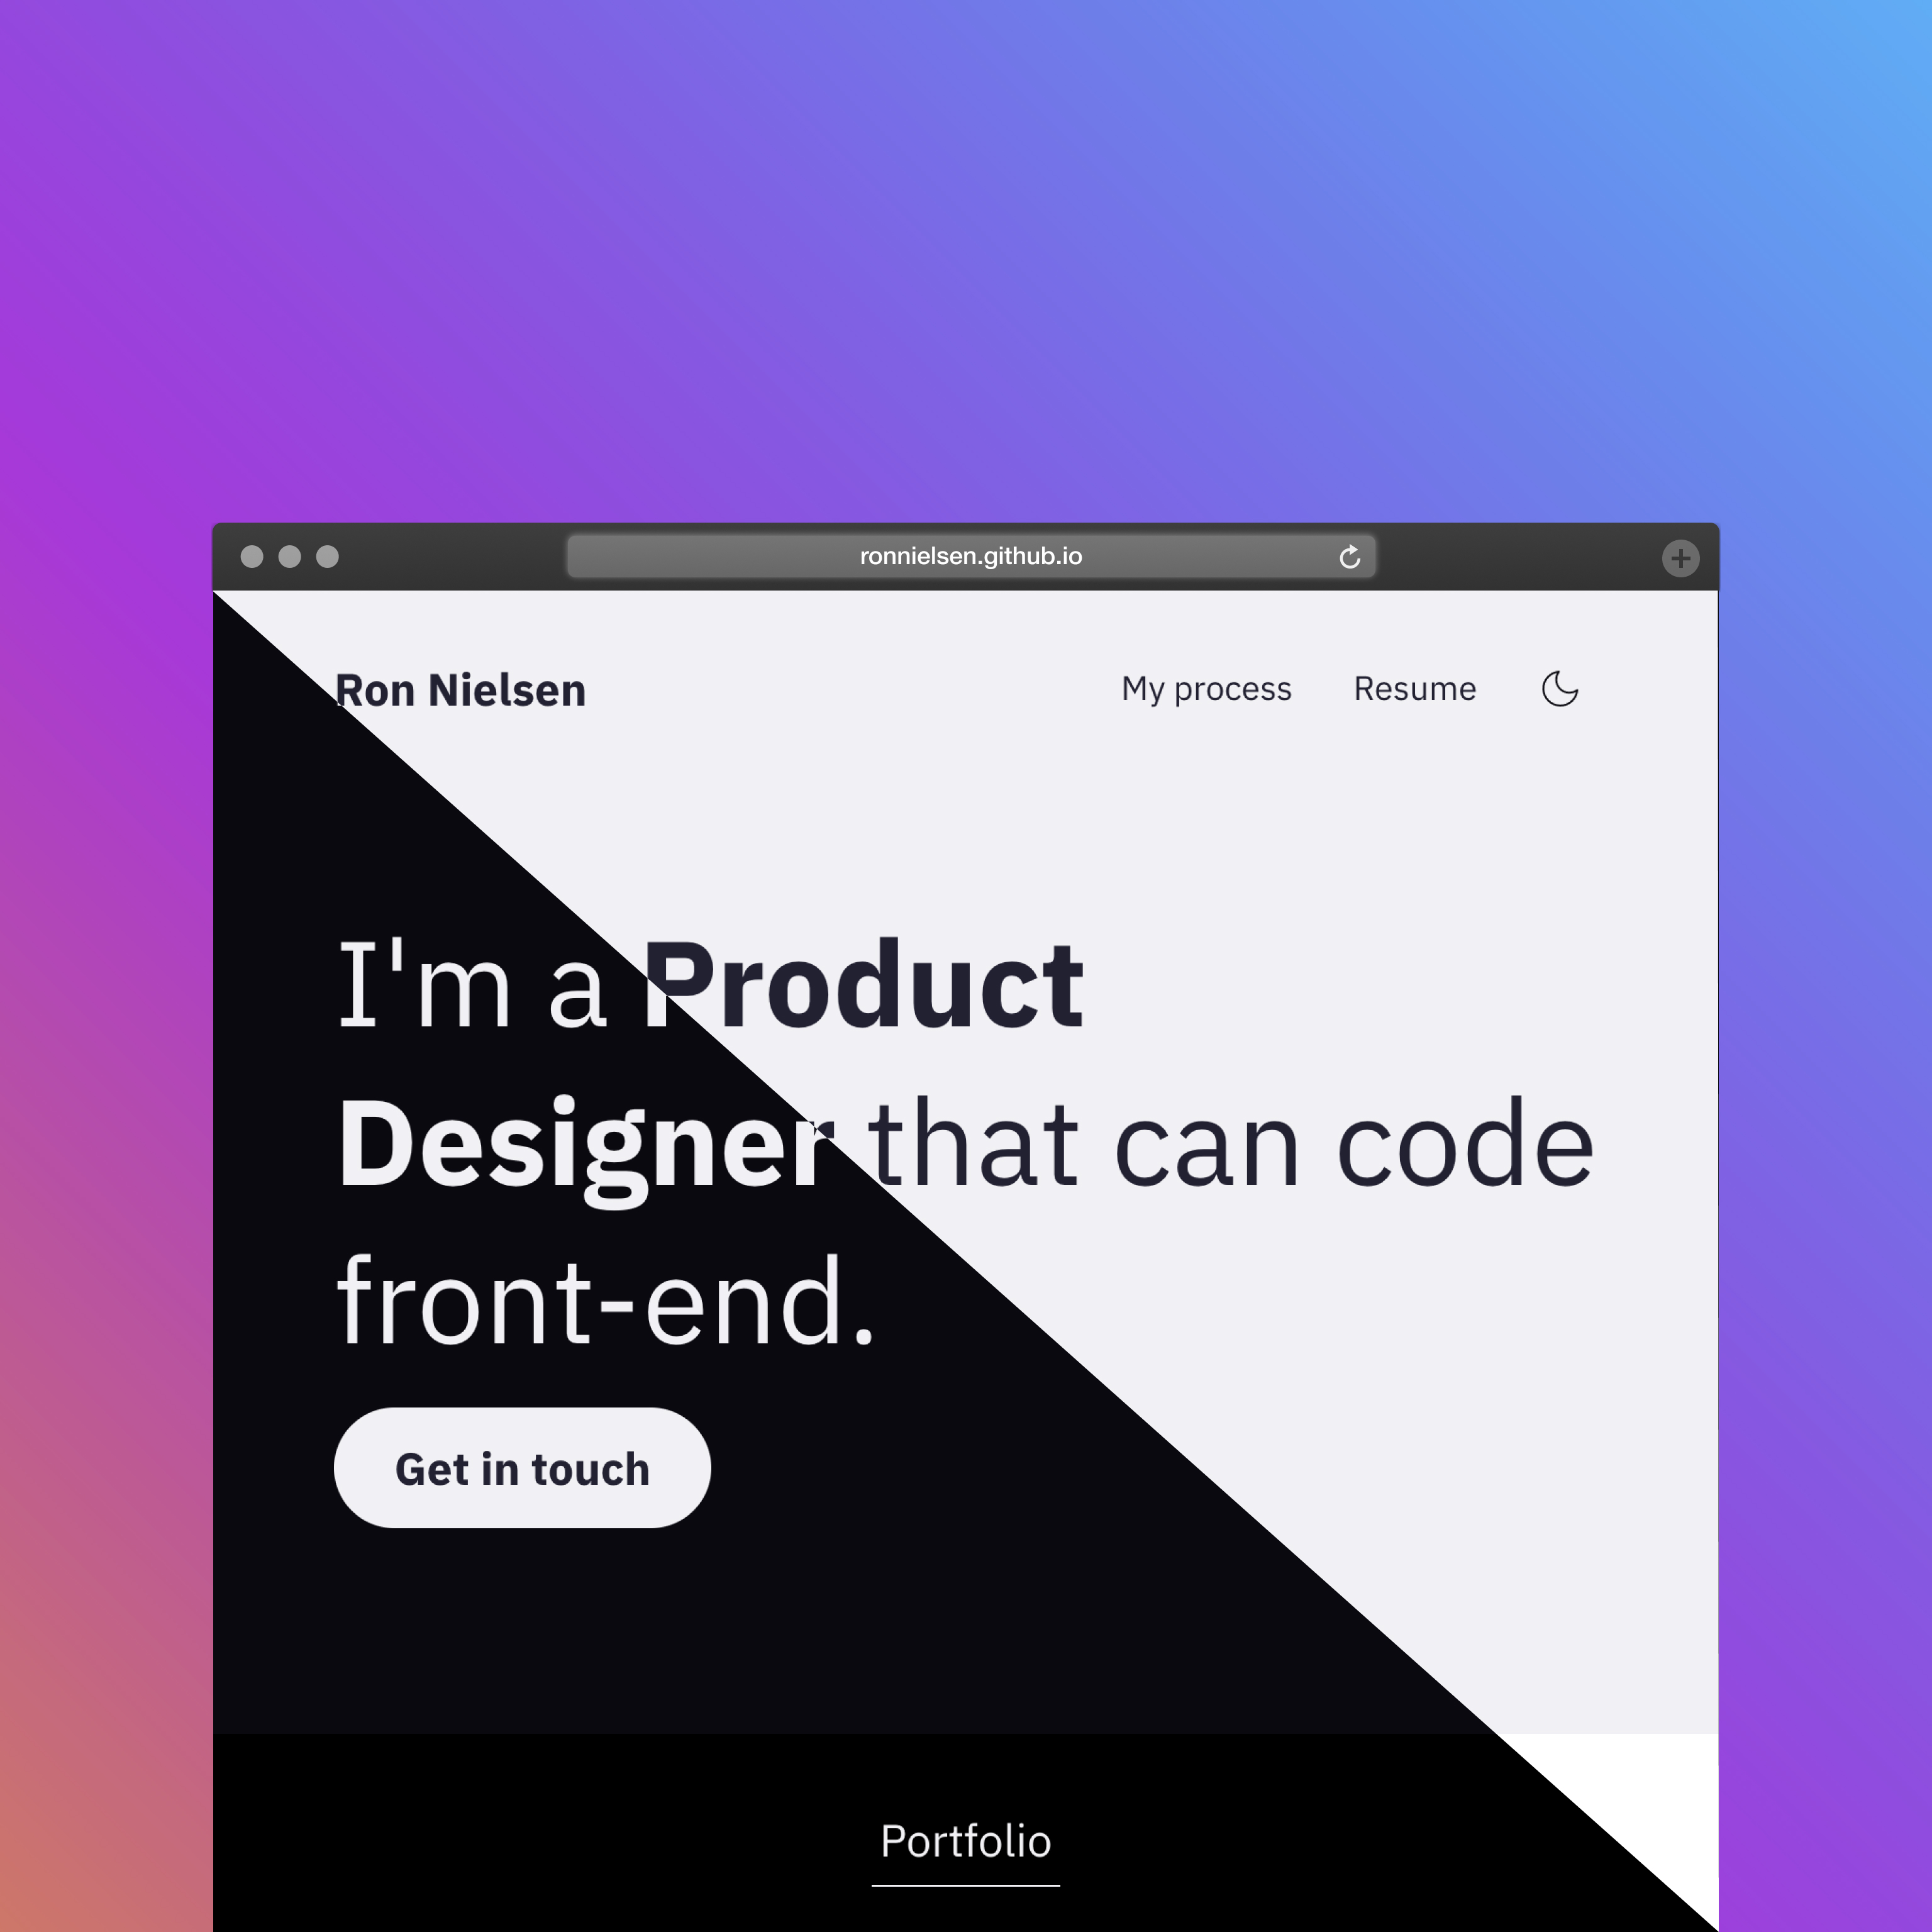 ronnielsen.github.io
Ron Nielsen
My process
Resume
I'm a Product
Designer that can code
front-end.
Get in touch
Portfolio